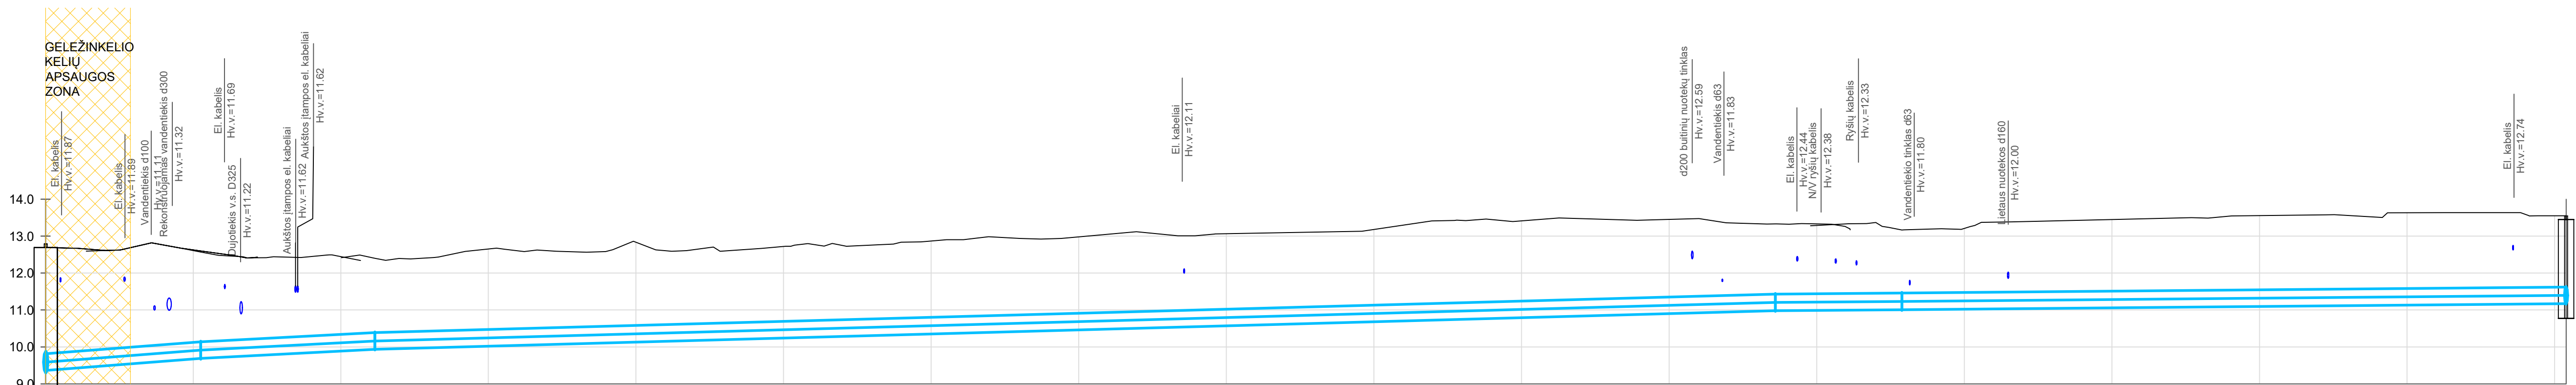 GELEŽINKELIO
KELIŲ
APSAUGOS
ZONA
El. kabelis
Hv.v.=11.87
El. kabelis
Hv.v.=11.89
Vandentiekis d100
Hv.v.=11.11
Rekonstruojamas vandentiekis d300
Hv.v.=11.32
El. kabelis
Hv.v.=11.69
Dujotiekis v.s. D325
Hv.v.=11.22
Aukštos įtampos el. kabeliai
Hv.v.=11.62
Aukštos įtampos el. kabeliai
Hv.v.=11.62
El. kabeliai
Hv.v.=12.11
d200 buitinių nuotekų tinklas
Hv.v.=12.59
Vandentiekis d63
Hv.v.=11.83
El. kabelis
Hv.v.=12.44
N/V ryšių kabelis
Hv.v.=12.38
Ryšių kabelis
Hv.v.=12.33
Vandentiekio tinklas d63
Hv.v.=11.80
Lietaus nuotekos d160
Hv.v.=12.00
El. kabelis
Hv.v.=12.74
14.0
13.0
12.0
11.0
10.0
9.0